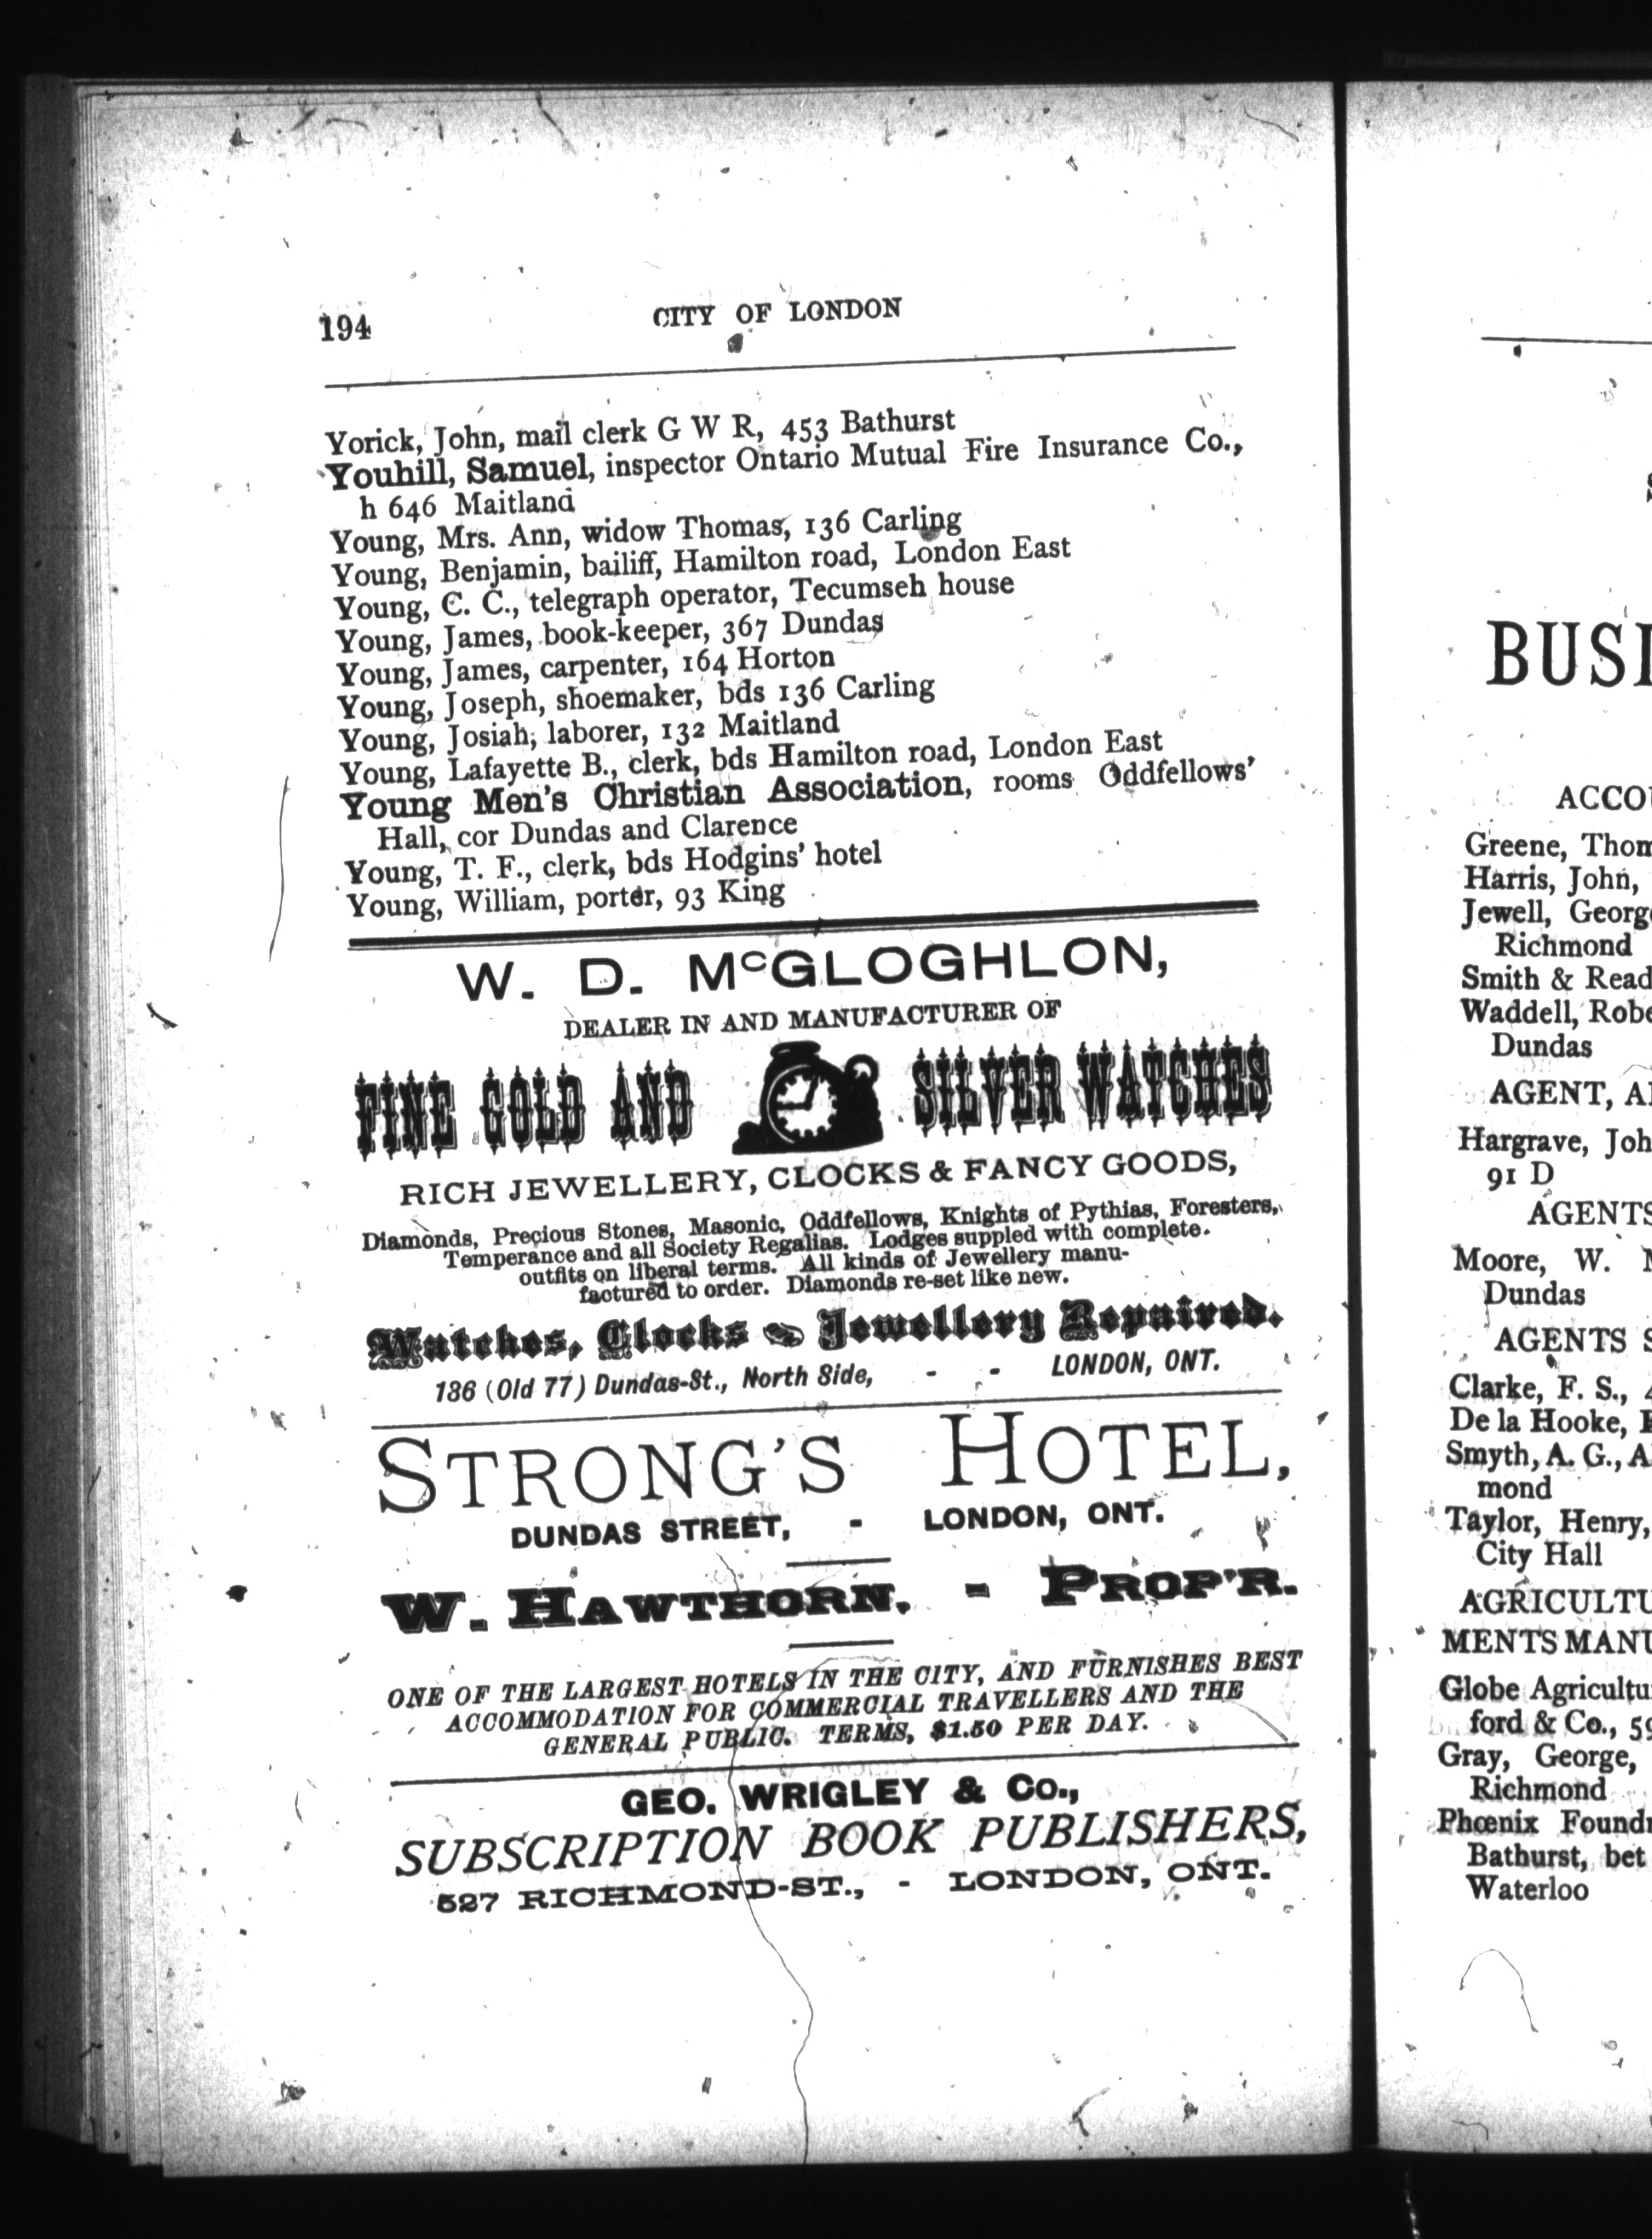 194
CITY OF LONDON
Yorick, John, mail clerk G W R, 453 Bathurst
Youhill, Samuel, inspector Ontario Mutual Fire Insurance Co.,
h 646 Maitland
Young, Mrs. Ann, widow Thomas, 136 Carling
Young, Benjamin, bailiff, Hamilton road, London East
Young, C. C., telegraph operator, Tecumseh house
Young, James, book-keeper, 367 Dundas
Young, James, carpenter, 164 Horton
Young, Joseph, shoemaker, bds 136 Carling
Young, Josiah, laborer, 132 Maitland
Young, Lafayette B., clerk, bds Hamilton road, London East
Young Men's Christian Association, rooms Oddfellows'
Hall, cor Dundas and Clarence
Young, T. F., clerk, bds Hodgins' hotel
Young, William, porter, 93 King
W. D. McGLOGHLON,
DEALER IN AND MANUFACTURER OF
FINE GOLD AND SILVER WATCHES
RICH JEWELLERY, CLOCKS & FANCY GOODS,
Diamonds, Precious Stones, Masonic, Oddfellows, Knights of Pythias, Foresters,
Temperance and all Society Regalias. Lodges suppled with complete
outfits on liberal terms. All kinds of Jewellery manu-
factured to order. Diamonds re-set like new.
Watches, Clocks & Jewellery Repaired.
186 (Old 77) Dundas-St., North Side, - - LONDON, ONT.
STRONG'S HOTEL,
DUNDAS STREET, - LONDON, ONT.
W. HAWTHORN, - PROP'R.
ONE OF THE LARGEST HOTELS IN THE CITY, AND FURNISHES BEST
ACCOMMODATION FOR COMMERCIAL TRAVELLERS AND THE
GENERAL PUBLIC. TERMS, $1.50 PER DAY.
GEO. WRIGLEY & Co.,
SUBSCRIPTION BOOK PUBLISHERS,
527 RICHMOND-ST., - LONDON, ONT.
BUSI
ACCOU
Greene, Thom
Harris, John,
Jewell, Georg
Richmond
Smith & Read
Waddell, Robe
Dundas
AGENT, A
Hargrave, Joh
91 D
AGENTS
Moore, W.
Dundas
AGENTS S
Clarke, F. S.,
De la Hooke,
Smyth, A. G., A
mond
Taylor, Henry,
City Hall
AGRICULTU
MENTS MANU
Globe Agricultu
ford & Co., 59
Gray, George,
Richmond
Phœnix Found
Bathurst, bet
Waterloo